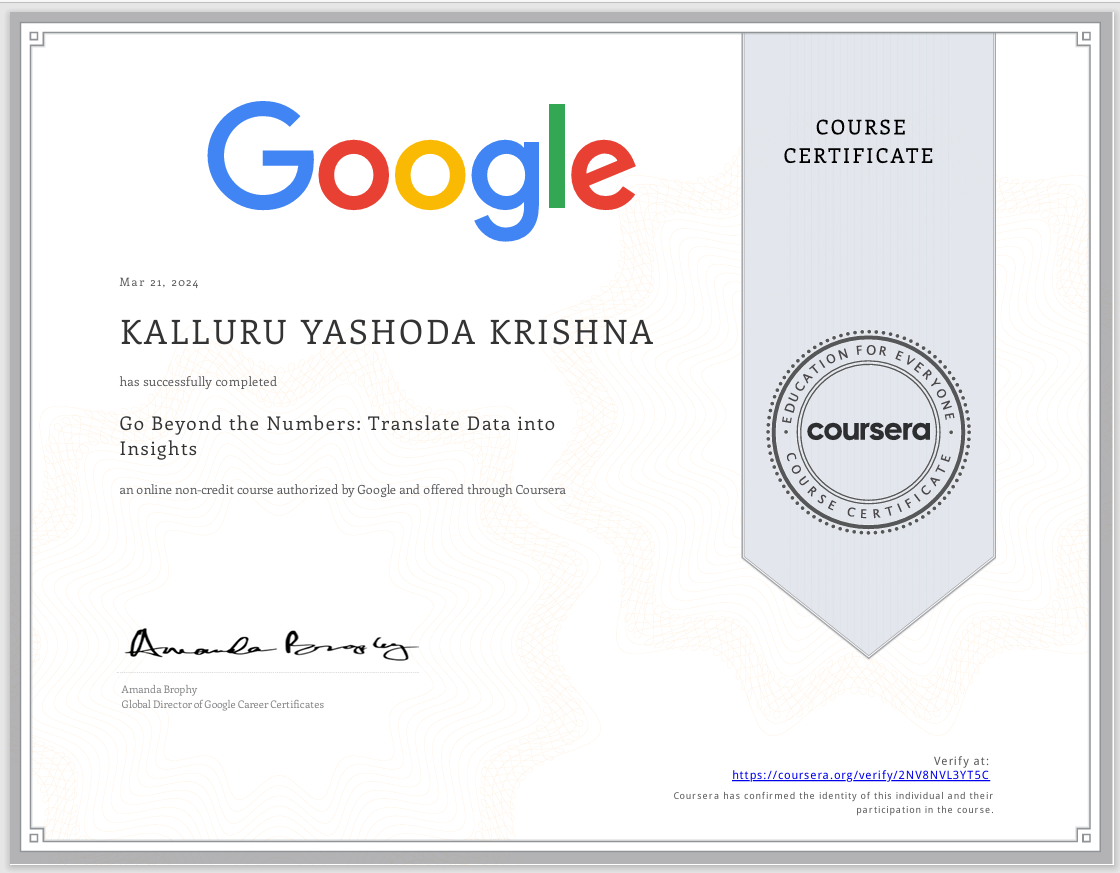 Google
COURSE
CERTIFICATE
Mar 21, 2024
KALLURU YASHODA KRISHNA
has successfully completed
Go Beyond the Numbers: Translate Data into
Insights
an online non-credit course authorized by Google and offered through Coursera
EDUCATION FOR EVERYONE
coursera
COURSE CERTIFICATE
Amanda Brophy
Amanda Brophy
Global Director of Google Career Certificates
Verify at:
https://coursera.org/verify/2NV8NVL3YT5C
Coursera has confirmed the identity of this individual and their
participation in the course.